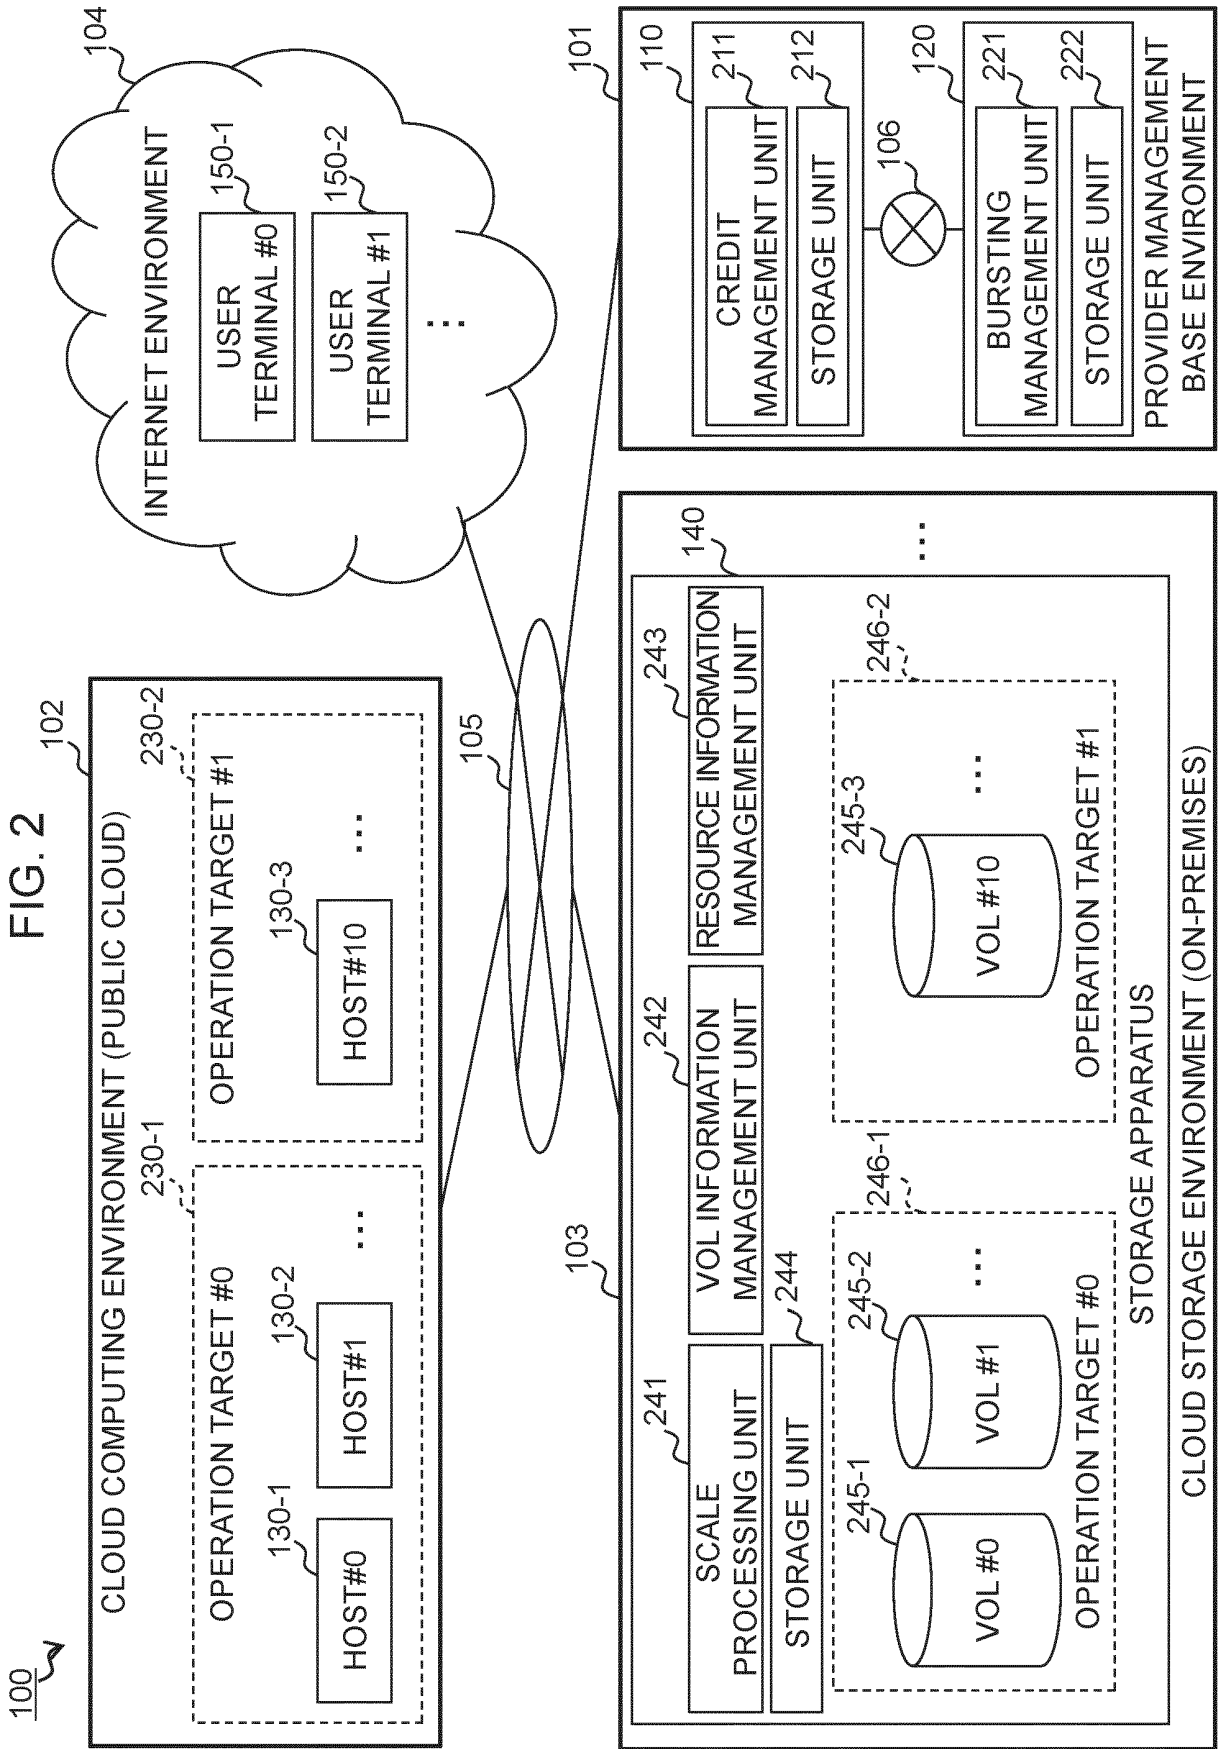 FIG. 2
100
102
CLOUD COMPUTING ENVIRONMENT (PUBLIC CLOUD)
230-1
OPERATION TARGET #0
130-1
HOST#0
130-2
HOST#1
...
230-2
OPERATION TARGET #1
130-3
HOST#10
...
104
INTERNET ENVIRONMENT
150-1
USER
TERMINAL #0
150-2
USER
TERMINAL #1
...
105
103
241
SCALE
PROCESSING UNIT
242
VOL INFORMATION
MANAGEMENT UNIT
243
RESOURCE INFORMATION
MANAGEMENT UNIT
140
244
STORAGE UNIT
246-1
245-1
VOL #0
245-2
VOL #1
...
OPERATION TARGET #0
246-2
245-3
VOL #10
...
OPERATION TARGET #1
STORAGE APPARATUS
...
CLOUD STORAGE ENVIRONMENT (ON-PREMISES)
101
110
CREDIT
MANAGEMENT UNIT
211
STORAGE UNIT
212
106
120
BURSTING
MANAGEMENT UNIT
221
STORAGE UNIT
222
PROVIDER MANAGEMENT
BASE ENVIRONMENT